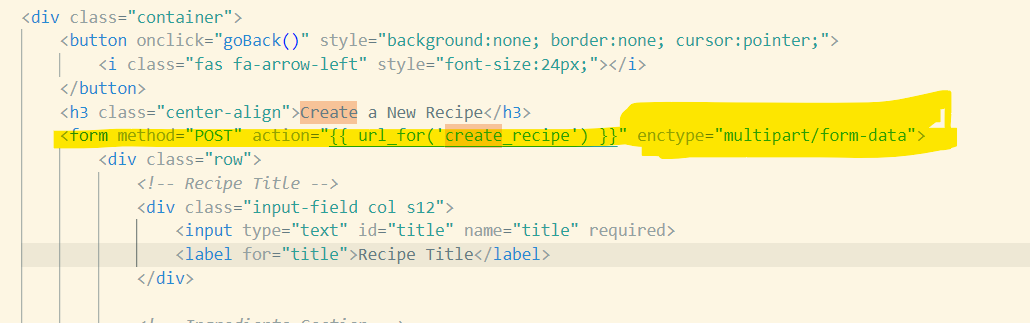 <div class="container">
<button onclick="goBack()" style="background:none; border:none; cursor:pointer;">
<i class="fas fa-arrow-left" style="font-size:24px;"></i>
</button>
<h3 class="center-align">Create a New Recipe</h3>
<form method="POST" action="{{ url_for('create_recipe') }}" enctype="multipart/form-data">
<div class="row">
<!-- Recipe Title -->
<div class="input-field col s12">
<input type="text" id="title" name="title" required>
<label for="title">Recipe Title</label>
</div>